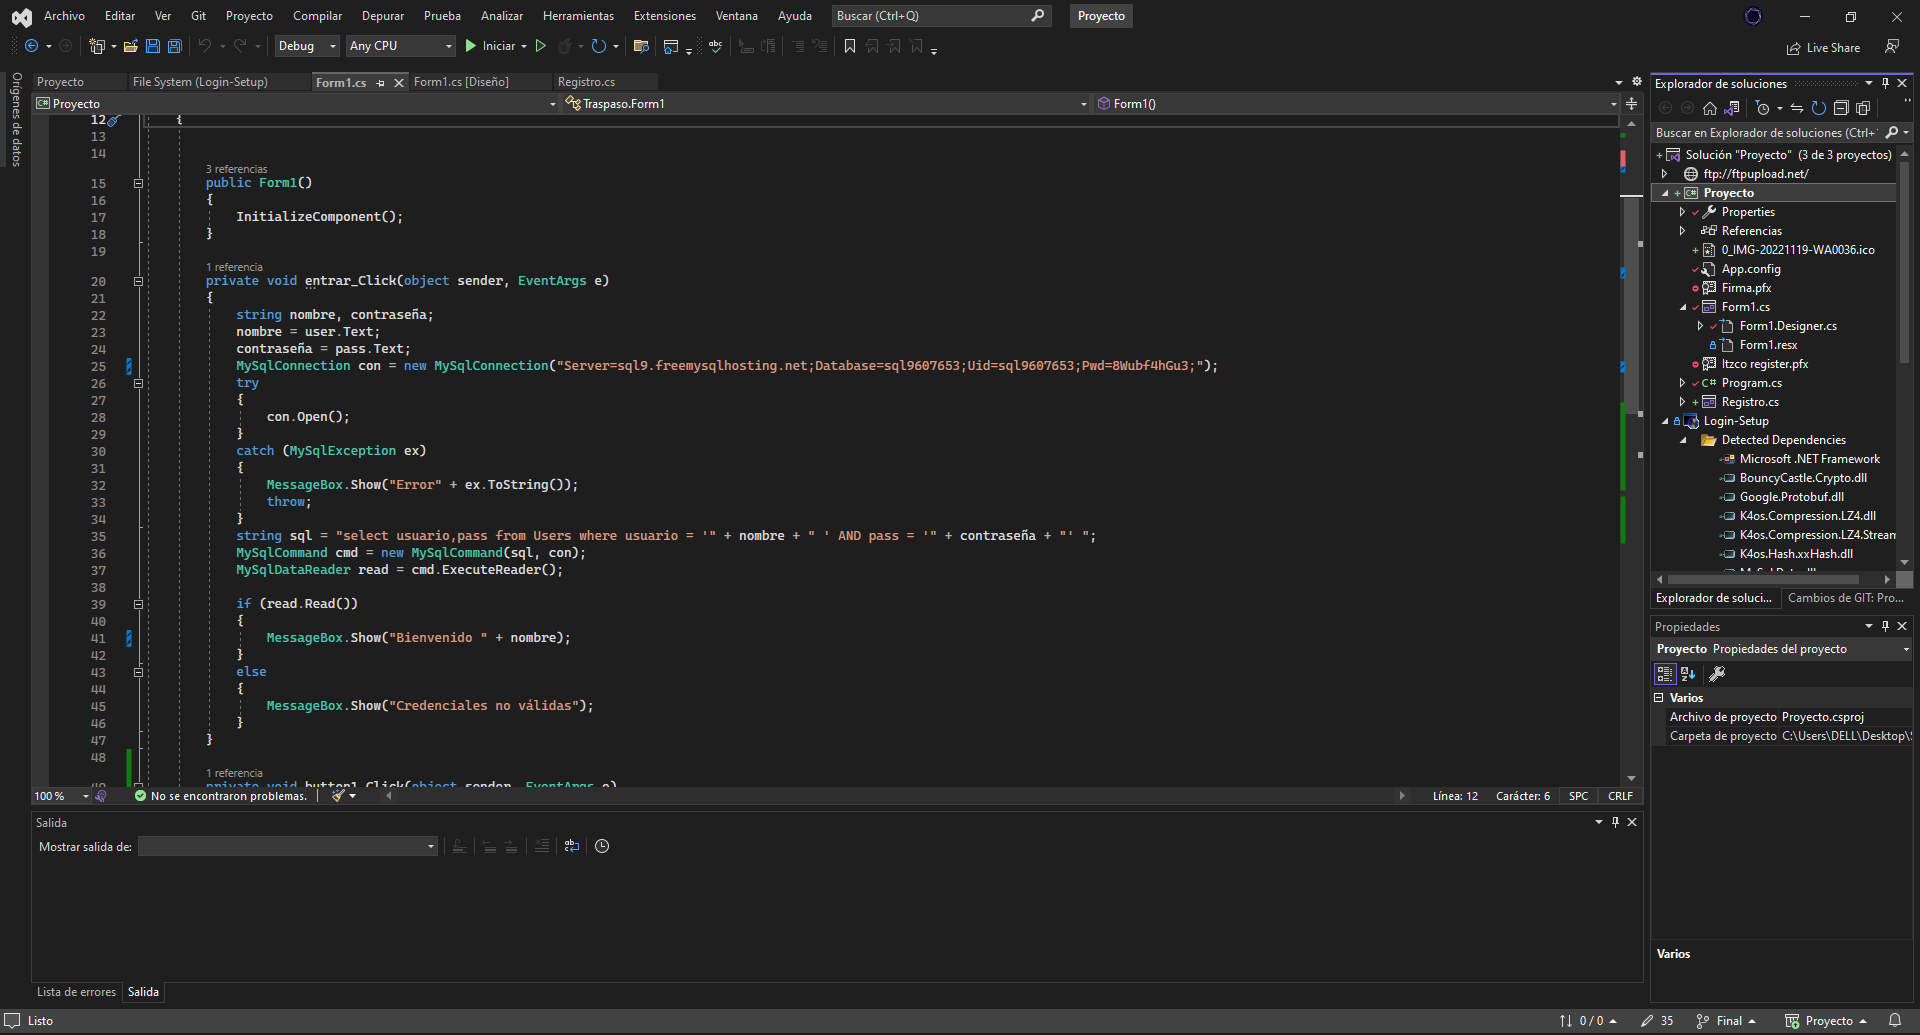 Archivo Editar Ver Git Proyecto Compilar Depurar Prueba Analizar Herramientas Extensiones Ventana Ayuda Buscar (Ctrl+Q) Proyecto
Debug Any CPU Iniciar Live Share
Orígenes de datos
Proyecto File System (Login-Setup) Form1.cs Form1.cs [Diseño] Registro.cs
Proyecto Traspaso.Form1 Form1()
12 {
13
14
3 referencias
15 public Form1()
16 {
17 InitializeComponent();
18 }
19
1 referencia
20 private void entrar_Click(object sender, EventArgs e)
21 {
22 string nombre, contraseña;
23 nombre = user.Text;
24 contraseña = pass.Text;
25 MySqlConnection con = new MySqlConnection("Server=sql9.freemysqlhosting.net;Database=sql9607653;Uid=sql9607653;Pwd=8Wubf4hGu3;");
26 try
27 {
28 con.Open();
29 }
30 catch (MySqlException ex)
31 {
32 MessageBox.Show("Error" + ex.ToString());
33 throw;
34 }
35 string sql = "select usuario,pass from Users where usuario = '" + nombre + " ' AND pass = '" + contraseña + "' ";
36 MySqlCommand cmd = new MySqlCommand(sql, con);
37 MySqlDataReader read = cmd.ExecuteReader();
38
39 if (read.Read())
40 {
41 MessageBox.Show("Bienvenido " + nombre);
42 }
43 else
44 {
45 MessageBox.Show("Credenciales no válidas");
46 }
47 }
48
1 referencia
49 private void button1_Click(object sender, EventArgs e)
100 % No se encontraron problemas. Línea: 12 Carácter: 6 SPC CRLF
Salida
Mostrar salida de:
Lista de errores Salida
Explorador de soluciones
Buscar en Explorador de soluciones (Ctrl+
Solución "Proyecto" (3 de 3 proyectos)
ftp://ftpupload.net/
Proyecto
Properties
Referencias
0_IMG-20221119-WA0036.ico
App.config
Firma.pfx
Form1.cs
Form1.Designer.cs
Form1.resx
ltzco register.pfx
Program.cs
Registro.cs
Login-Setup
Detected Dependencies
Microsoft .NET Framework
BouncyCastle.Crypto.dll
Google.Protobuf.dll
K4os.Compression.LZ4.dll
K4os.Compression.LZ4.Stream
K4os.Hash.xxHash.dll
MySql.Data.dll
Explorador de soluci... Cambios de GIT: Pro...
Propiedades
Proyecto Propiedades del proyecto
Varios
Archivo de proyecto Proyecto.csproj
Carpeta de proyecto C:\Users\DELL\Desktop\
Varios
Listo 0 / 0 35 Final Proyecto